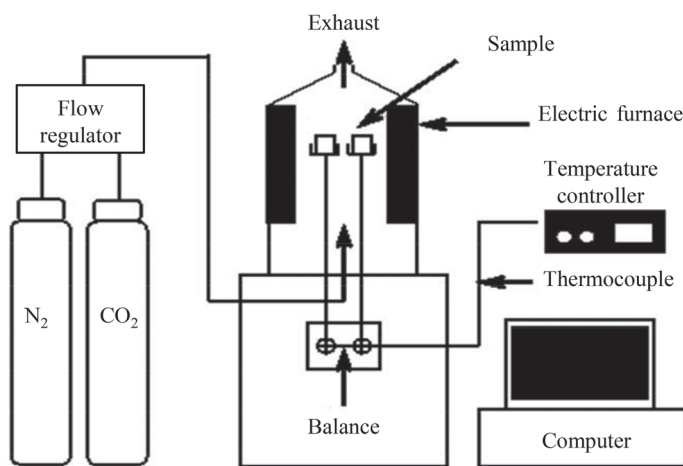 Exhaust
Sample
Flow
regulator
Electric furnace
Temperature
controller
Thermocouple
N₂
CO₂
Balance
Computer